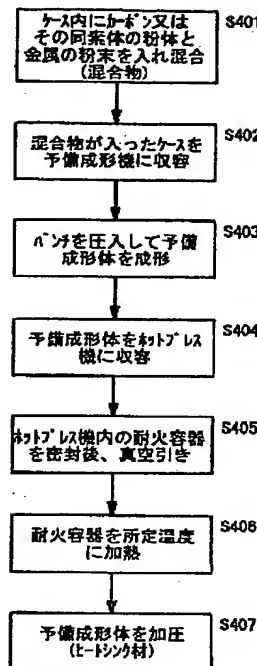 ケース内にカーボン又は S401
その同素体の粉体と
金属の粉末を入れ混合
(混合物)
混合物が入ったケースを S402
予備成形機に収容
パンチを圧入して予備 S403
成形体を成形
予備成形体をホットプレス S404
機に収容
ホットプレス機内の耐火容器 S405
を密封後、真空引き
耐火容器を所定温度 S406
に加熱
予備成形体を加圧 S407
(ヒートシンク材)